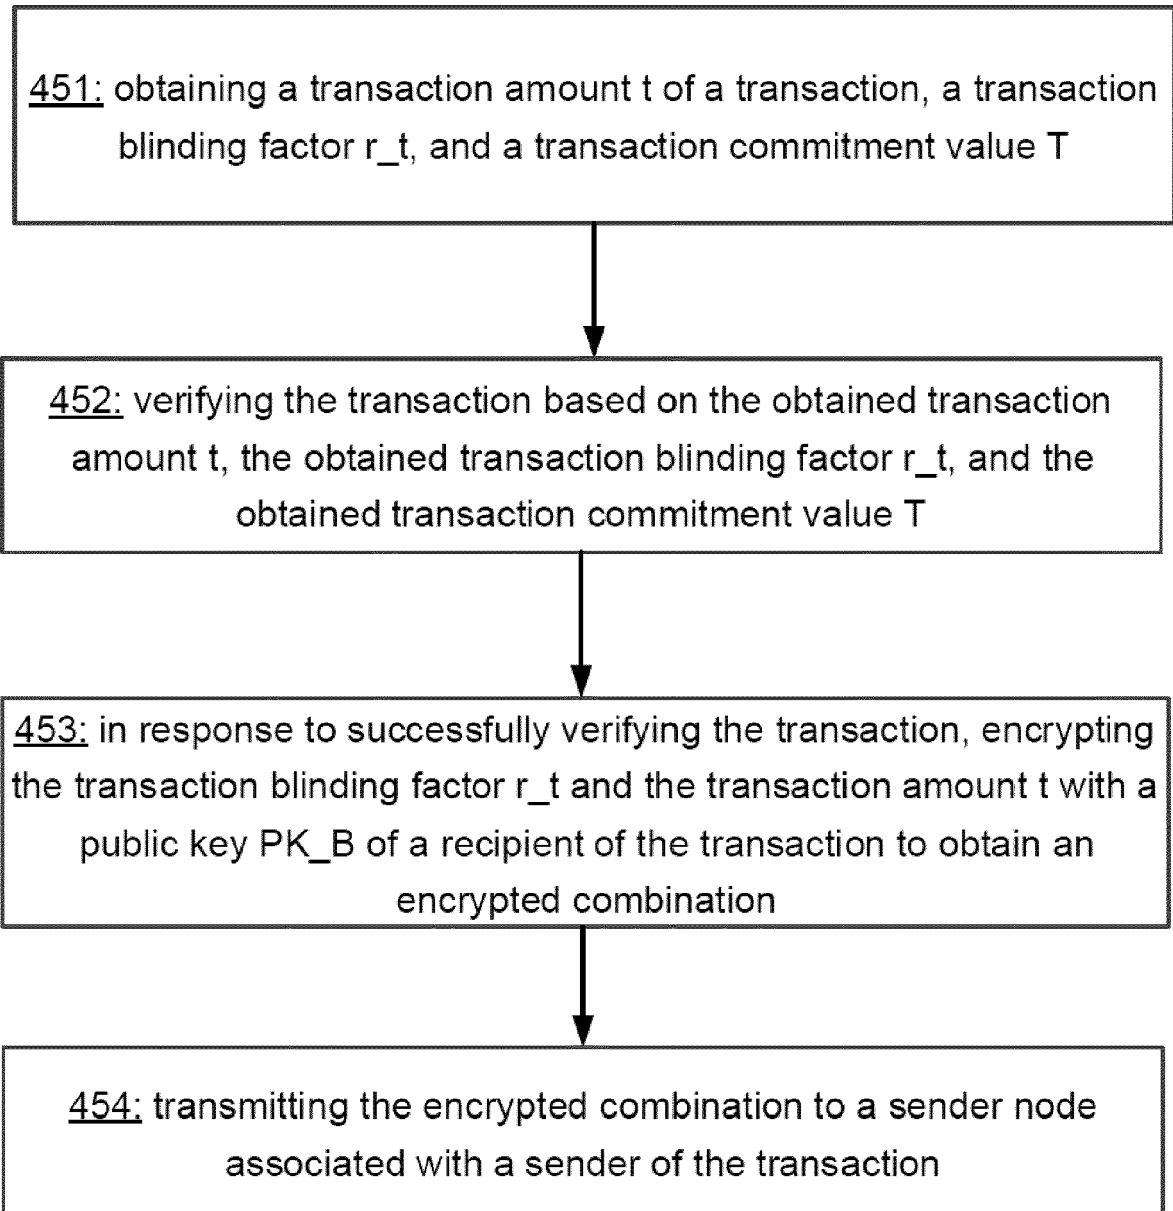 451: obtaining a transaction amount t of a transaction, a transaction
blinding factor r_t, and a transaction commitment value T
452: verifying the transaction based on the obtained transaction
amount t, the obtained transaction blinding factor r_t, and the
obtained transaction commitment value T
453: in response to successfully verifying the transaction, encrypting
the transaction blinding factor r_t and the transaction amount t with a
public key PK_B of a recipient of the transaction to obtain an
encrypted combination
454: transmitting the encrypted combination to a sender node
associated with a sender of the transaction